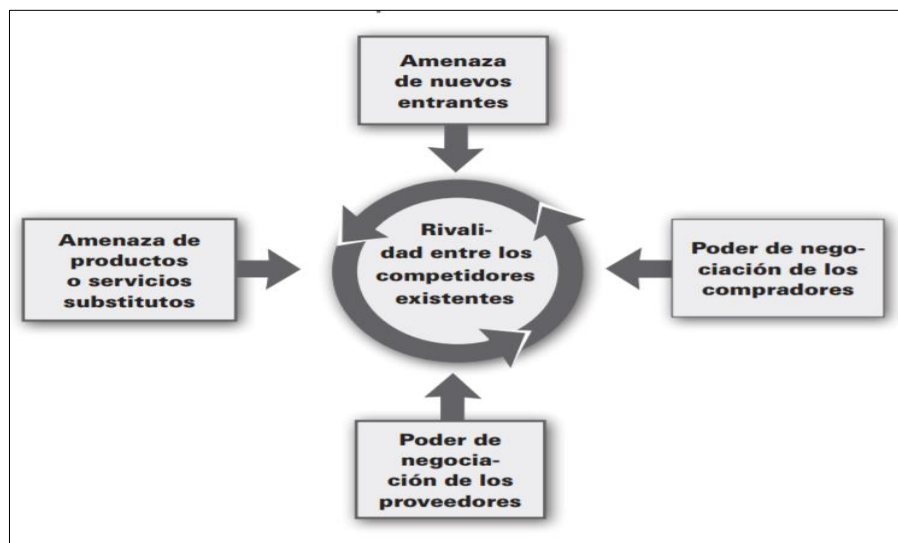 Amenaza
de nuevos
entrantes
Amenaza de
productos
o servicios
substitutos
Rivali-
dad entre los
competidores
existentes
Poder de nego-
ciación de los
compradores
Poder de
negocia-
ción de los
proveedores